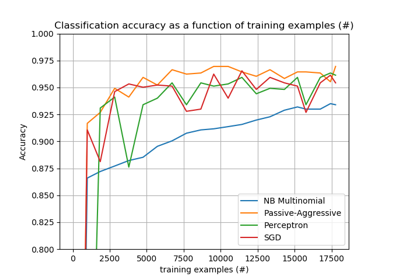 Classification accuracy as a function of training examples (#)
1.000
0.975
0.950
0.925
0.900
0.875
0.850
0.825
0.800
Accuracy
0
2500
5000
7500
10000
12500
15000
17500
training examples (#)
NB Multinomial
Passive-Aggressive
Perceptron
SGD